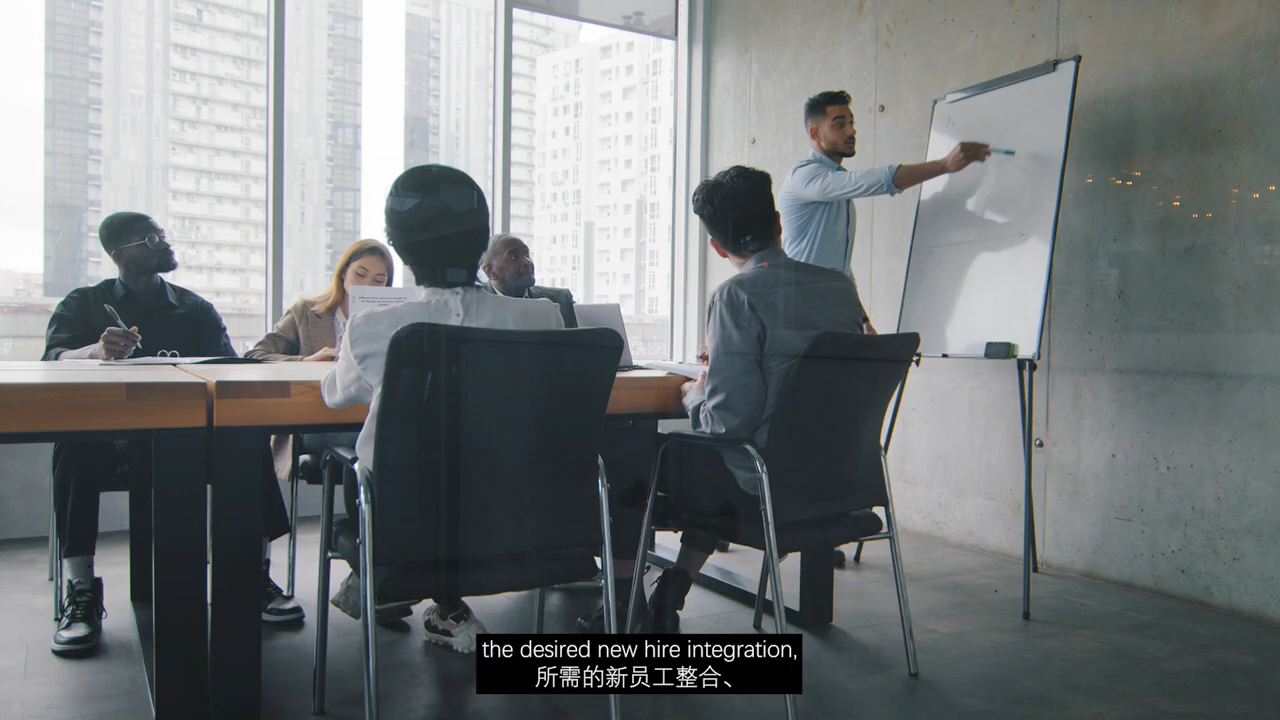 the desired new hire integration,
所需的新员工整合、